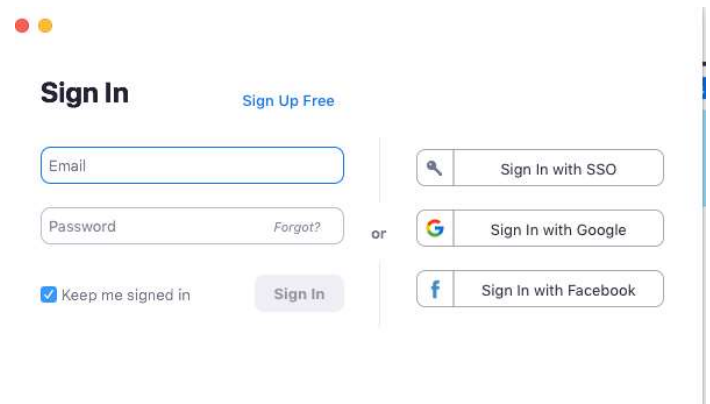 Sign In
Sign Up Free
Email
Password
Forgot?
Keep me signed in
Sign In
or
Sign In with SSO
Sign In with Google
Sign In with Facebook